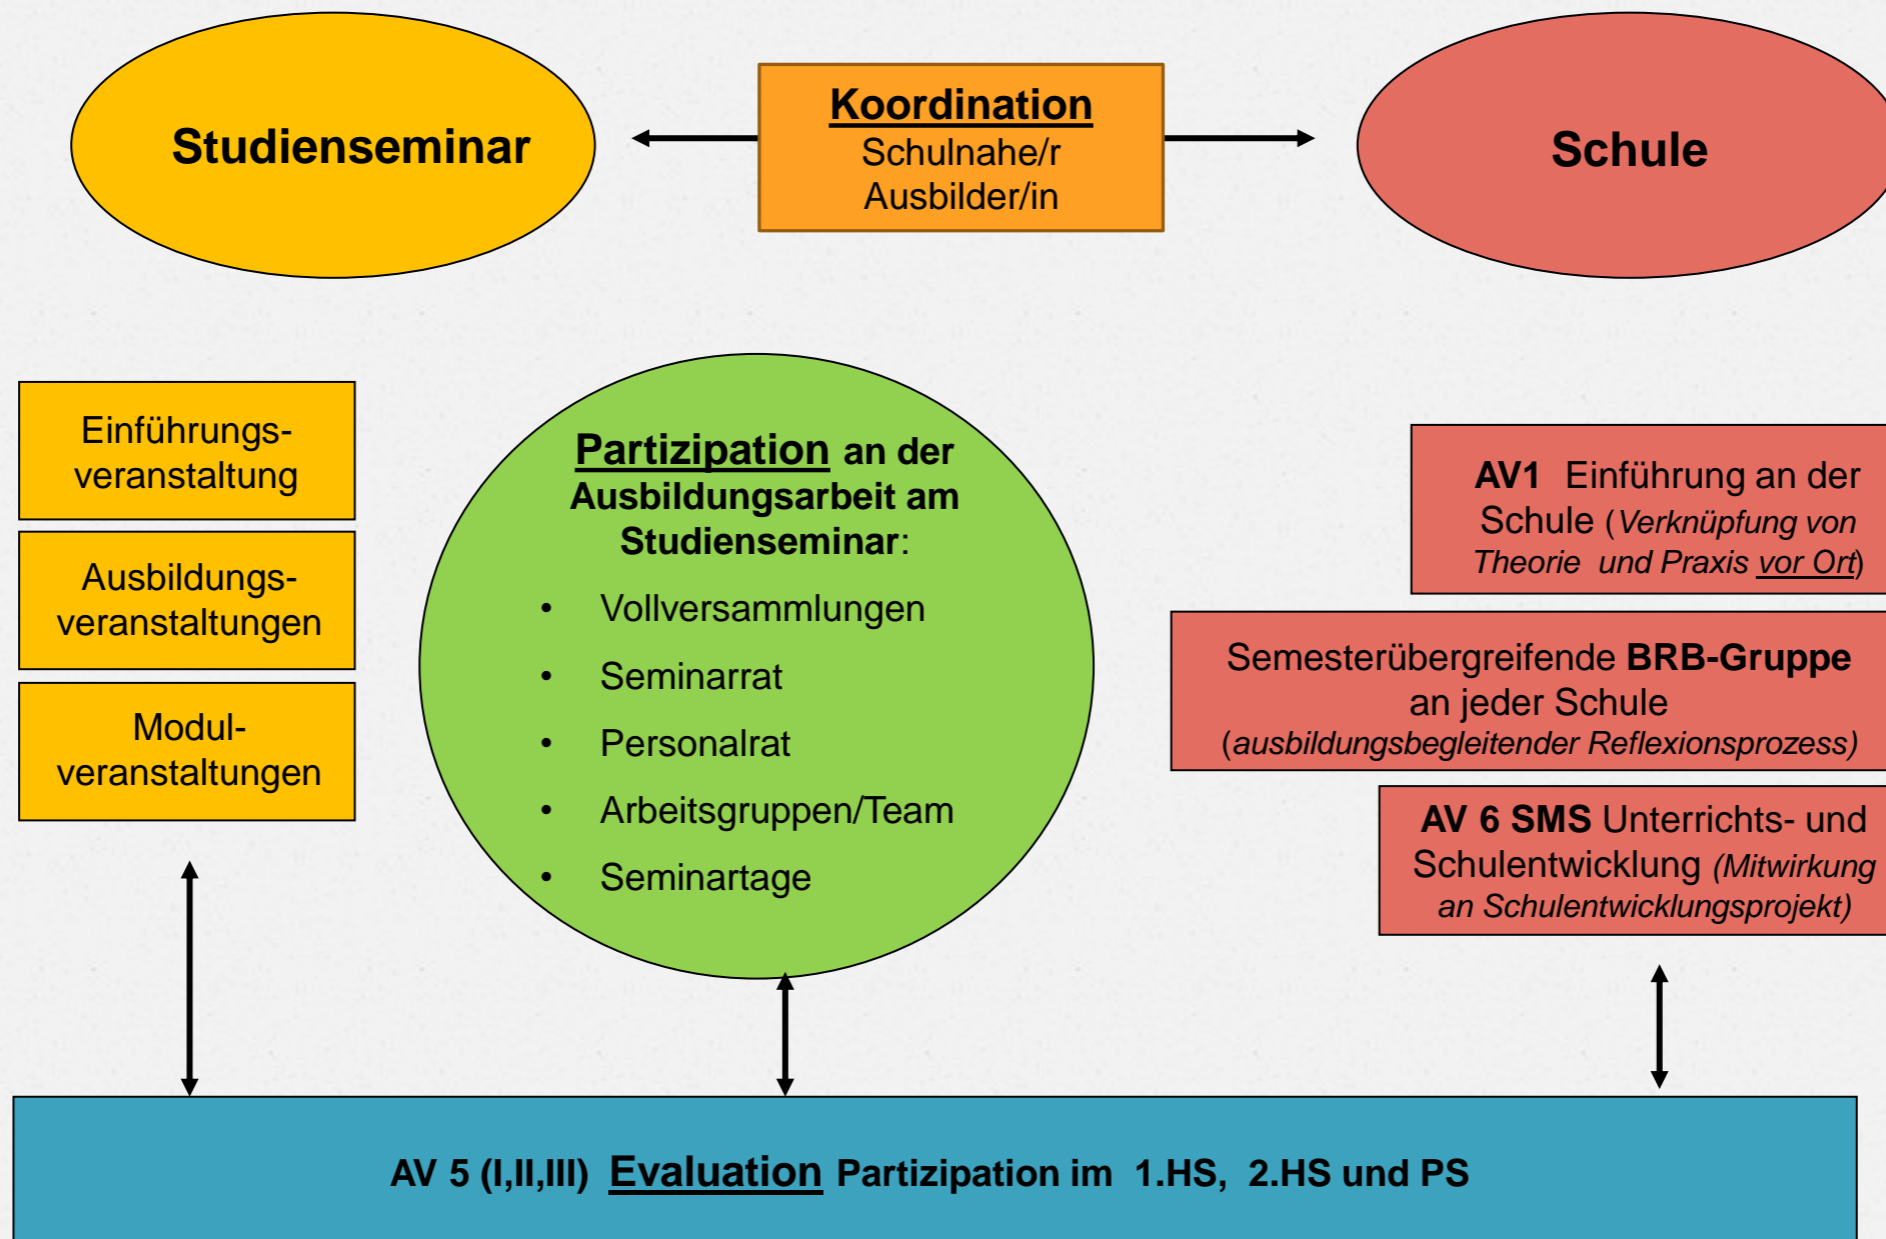 Studienseminar
Koordination
Schulnahe/r
Ausbilder/in
Schule
Einführungs-
veranstaltung
Ausbildungs-
veranstaltungen
Modul-
veranstaltungen
Partizipation an der
Ausbildungsarbeit am
Studienseminar:
• Vollversammlungen
• Seminarrat
• Personalrat
• Arbeitsgruppen/Team
• Seminartage
AV1 Einführung an der
Schule (Verknüpfung von
Theorie und Praxis vor Ort)
Semesterübergreifende BRB-Gruppe
an jeder Schule
(ausbildungsbegleitender Reflexionsprozess)
AV 6 SMS Unterrichts- und
Schulentwicklung (Mitwirkung
an Schulentwicklungsprojekt)
AV 5 (I,II,III) Evaluation Partizipation im 1.HS, 2.HS und PS